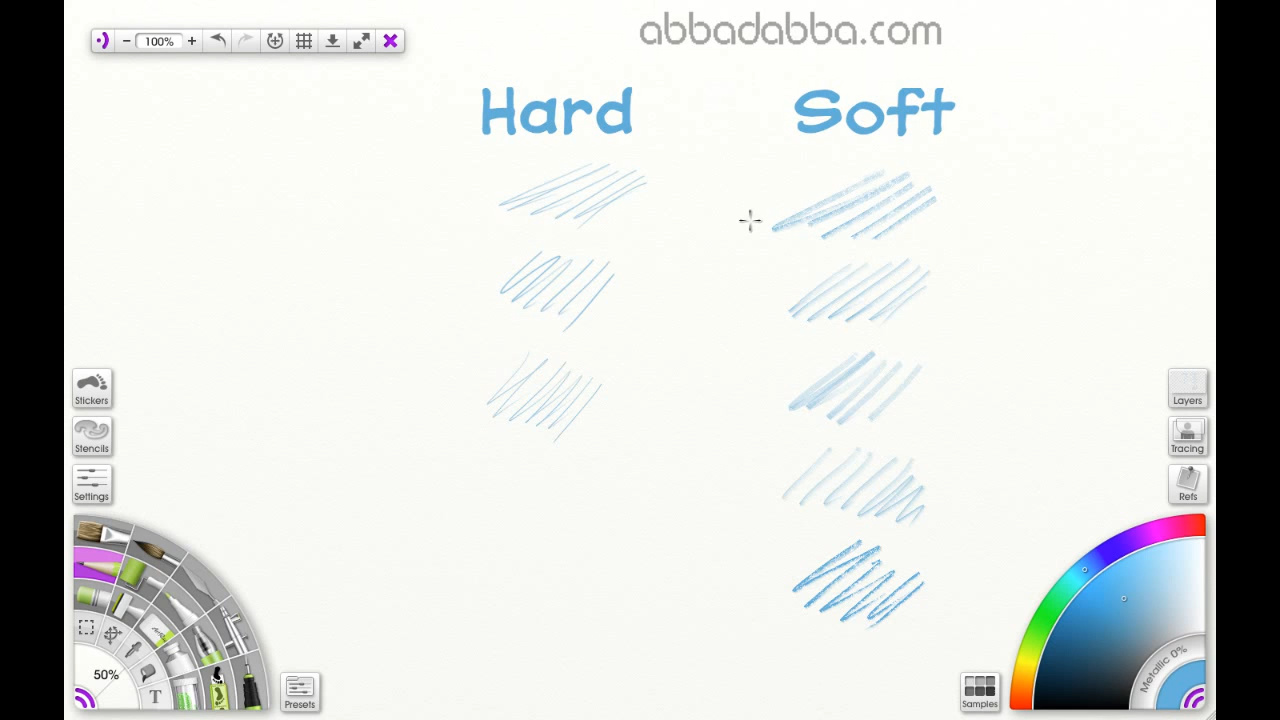 abbadabba.com
100%
Hard Soft
Stickers
Stencils
Settings
50%
T
Presets
Layers
Tracing
Refs
Metallic 0%
Samples